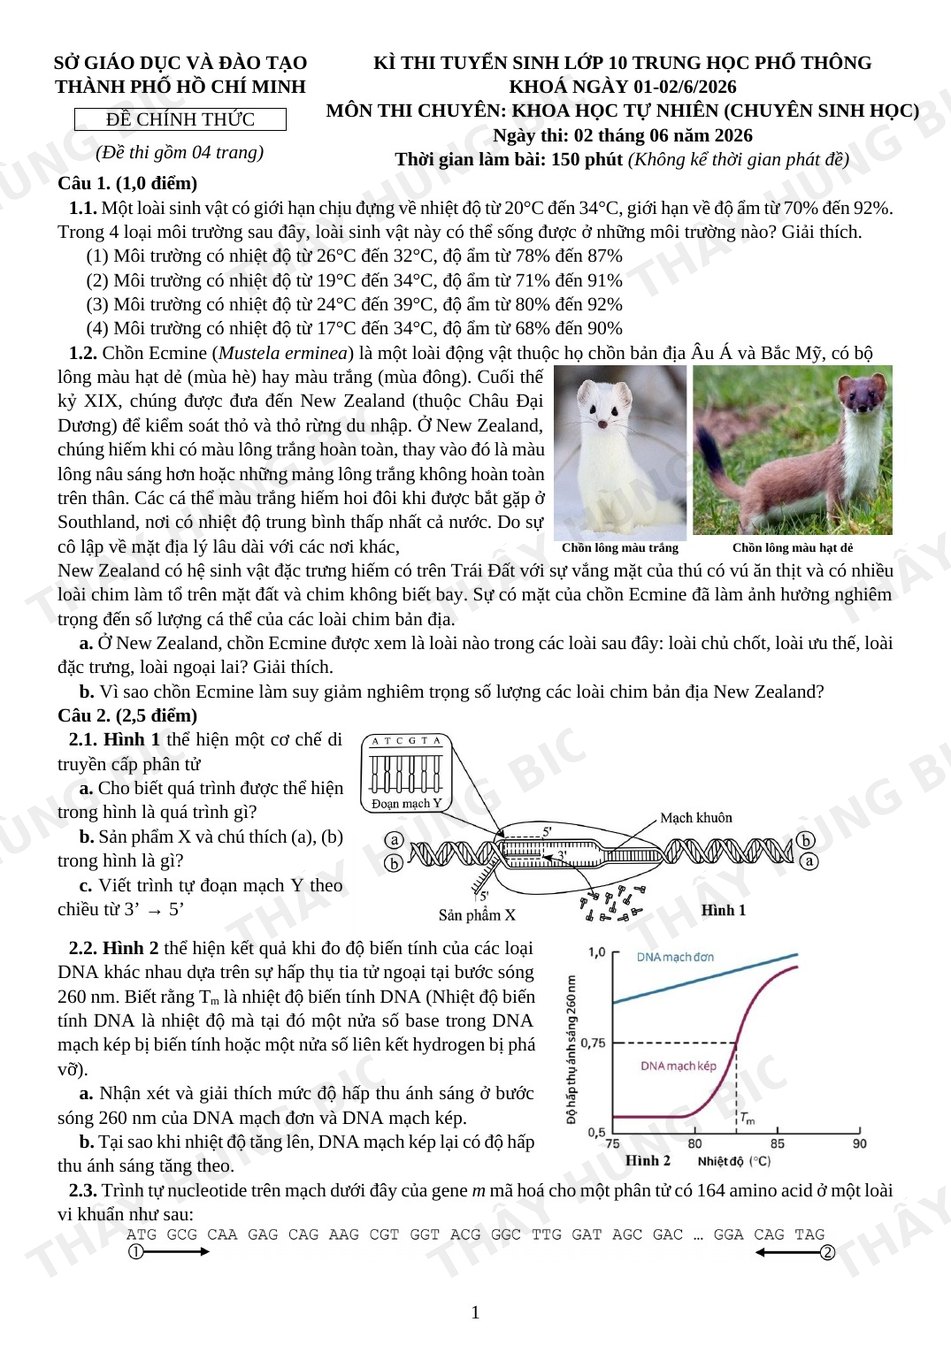 SỞ GIÁO DỤC VÀ ĐÀO TẠO
THÀNH PHỐ HỒ CHÍ MINH
ĐỀ CHÍNH THỨC
(Đề thi gồm 04 trang)
KÌ THI TUYỂN SINH LỚP 10 TRUNG HỌC PHỔ THÔNG
KHOÁ NGÀY 01-02/6/2026
MÔN THI CHUYÊN: KHOA HỌC TỰ NHIÊN (CHUYÊN SINH HỌC)
Ngày thi: 02 tháng 06 năm 2026
Thời gian làm bài: 150 phút (Không kể thời gian phát đề)
Câu 1. (1,0 điểm)
1.1. Một loài sinh vật có giới hạn chịu đựng về nhiệt độ từ 20°C đến 34°C, giới hạn về độ ẩm từ 70% đến 92%.
Trong 4 loại môi trường sau đây, loài sinh vật này có thể sống được ở những môi trường nào? Giải thích.
(1) Môi trường có nhiệt độ từ 26°C đến 32°C, độ ẩm từ 78% đến 87%
(2) Môi trường có nhiệt độ từ 19°C đến 34°C, độ ẩm từ 71% đến 91%
(3) Môi trường có nhiệt độ từ 24°C đến 39°C, độ ẩm từ 80% đến 92%
(4) Môi trường có nhiệt độ từ 17°C đến 34°C, độ ẩm từ 68% đến 90%
1.2. Chồn Ecmine (Mustela erminea) là một loài động vật thuộc họ chồn bản địa Âu Á và Bắc Mỹ, có bộ
lông màu hạt dẻ (mùa hè) hay màu trắng (mùa đông). Cuối thế
kỷ XIX, chúng được đưa đến New Zealand (thuộc Châu Đại
Dương) để kiểm soát thỏ và thỏ rừng du nhập. Ở New Zealand,
chúng hiếm khi có màu lông trắng hoàn toàn, thay vào đó là màu
lông nâu sáng hơn hoặc những mảng lông trắng không hoàn toàn
trên thân. Các cá thể màu trắng hiếm hoi đôi khi được bắt gặp ở
Southland, nơi có nhiệt độ trung bình thấp nhất cả nước. Do sự
cô lập về mặt địa lý lâu dài với các nơi khác,
Chồn lông màu trắng
Chồn lông màu hạt dẻ
New Zealand có hệ sinh vật đặc trưng hiếm có trên Trái Đất với sự vắng mặt của thú có vú ăn thịt và có nhiều
loài chim làm tổ trên mặt đất và chim không biết bay. Sự có mặt của chồn Ecmine đã làm ảnh hưởng nghiêm
trọng đến số lượng cá thể của các loài chim bản địa.
a. Ở New Zealand, chồn Ecmine được xem là loài nào trong các loài sau đây: loài chủ chốt, loài ưu thế, loài
đặc trưng, loài ngoại lai? Giải thích.
b. Vì sao chồn Ecmine làm suy giảm nghiêm trọng số lượng các loài chim bản địa New Zealand?
Câu 2. (2,5 điểm)
2.1. Hình 1 thể hiện một cơ chế di
truyền cấp phân tử
a. Cho biết quá trình được thể hiện
trong hình là quá trình gì?
b. Sản phẩm X và chú thích (a), (b)
trong hình là gì?
c. Viết trình tự đoạn mạch Y theo
chiều từ 3’ → 5’
A T C G T A
Đoạn mạch Y
Mạch khuôn
5'
3'
a
b
b
a
5'
Sản phẩm X
Hình 1
2.2. Hình 2 thể hiện kết quả khi đo độ biến tính của các loại
DNA khác nhau dựa trên sự hấp thụ tia tử ngoại tại bước sóng
260 nm. Biết rằng Tm là nhiệt độ biến tính DNA (Nhiệt độ biến
tính DNA là nhiệt độ mà tại đó một nửa số base trong DNA
mạch kép bị biến tính hoặc một nửa số liên kết hydrogen bị phá
vỡ).
a. Nhận xét và giải thích mức độ hấp thu ánh sáng ở bước
sóng 260 nm của DNA mạch đơn và DNA mạch kép.
b. Tại sao khi nhiệt độ tăng lên, DNA mạch kép lại có độ hấp
thu ánh sáng tăng theo.
Độ hấp thụ ánh sáng 260nm
1,0
0,75
0,5
DNA mạch đơn
DNA mạch kép
Tm
75 80 85 90
Hình 2 Nhiệt độ (°C)
2.3. Trình tự nucleotide trên mạch dưới đây của gene m mã hoá cho một phân tử có 164 amino acid ở một loài
vi khuẩn như sau:
ATG GCG CAA GAG CAG AAG CGT GGT ACG GGC TTG GAT AGC GAC … GGA CAG TAG
1 2
1
THẦY HÙNG BIC